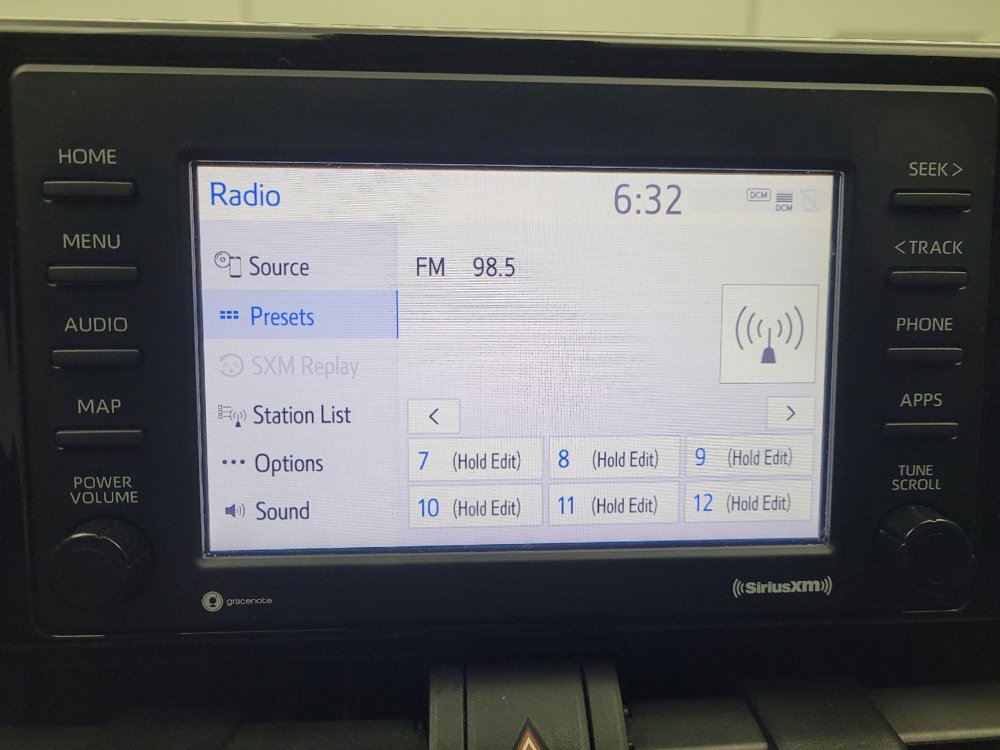 HOME
MENU
AUDIO
MAP
POWER
VOLUME
Radio
6:32
DCM
DCM
Source
FM 98.5
Presets
SXM Replay
Station List
Options
Sound
<
>
7 (Hold Edit)
8 (Hold Edit)
9 (Hold Edit)
10 (Hold Edit)
11 (Hold Edit)
12 (Hold Edit)
SEEK >
< TRACK
PHONE
APPS
TUNE
SCROLL
gracenote
SiriusXM